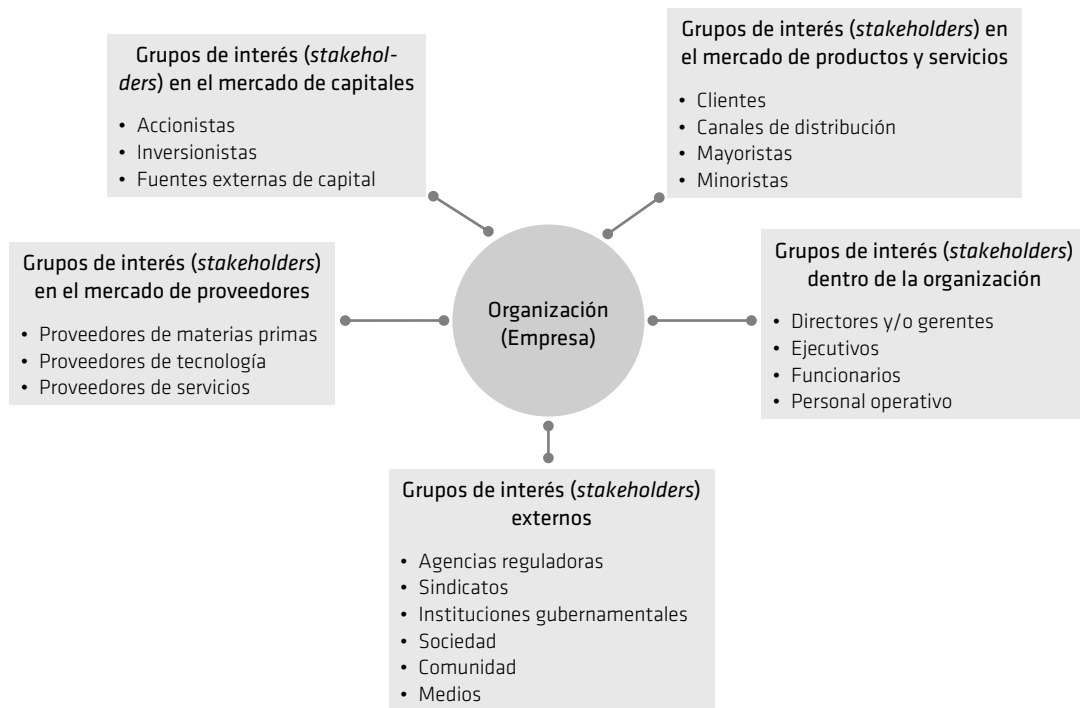 Grupos de interés (stakehol-
ders) en el mercado de capitales
• Accionistas
• Inversionistas
• Fuentes externas de capital
Grupos de interés (stakeholders) en
el mercado de productos y servicios
• Clientes
• Canales de distribución
• Mayoristas
• Minoristas
Grupos de interés (stakeholders)
en el mercado de proveedores
• Proveedores de materias primas
• Proveedores de tecnología
• Proveedores de servicios
Organización
(Empresa)
Grupos de interés (stakeholders)
dentro de la organización
• Directores y/o gerentes
• Ejecutivos
• Funcionarios
• Personal operativo
Grupos de interés (stakeholders)
externos
• Agencias reguladoras
• Sindicatos
• Instituciones gubernamentales
• Sociedad
• Comunidad
• Medios